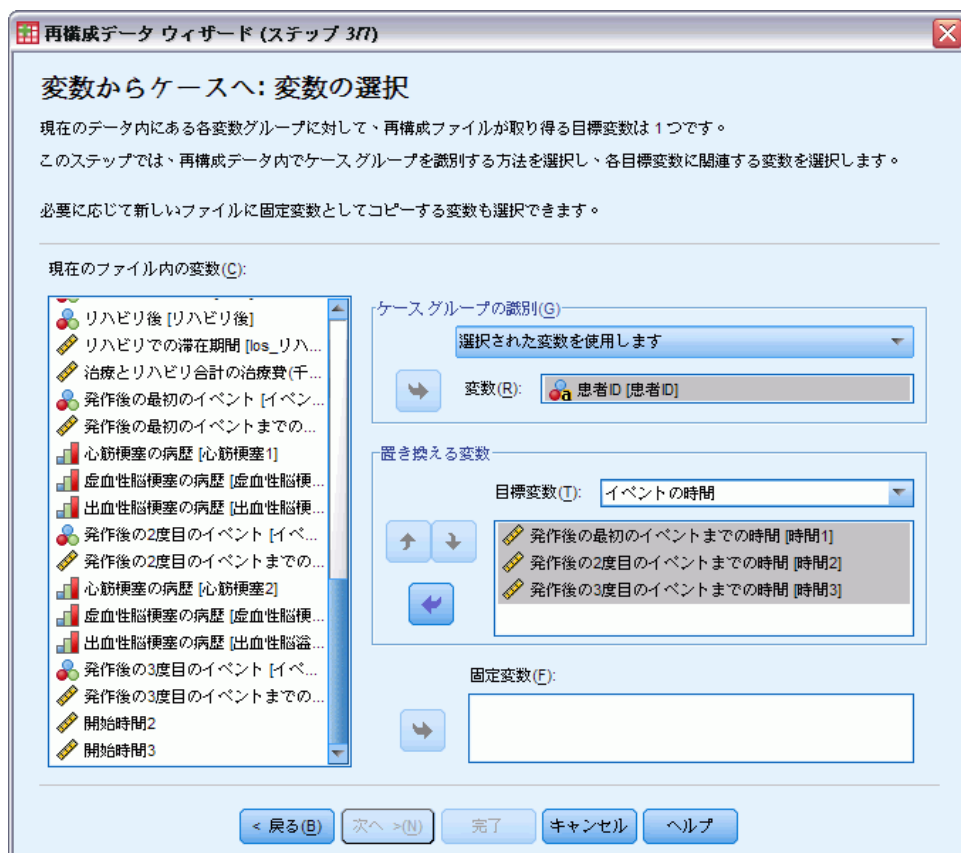 再構成データ ウィザード (ステップ 3/7)
変数からケースへ: 変数の選択
現在のデータ内にある各変数グループに対して、再構成ファイルが取り得る目標変数は 1 つです。
このステップでは、再構成データ内でケース グループを識別する方法を選択し、各目標変数に関連する変数を選択します。
必要に応じて新しいファイルに固定変数としてコピーする変数も選択できます。
現在のファイル内の変数(C):
リハビリ後 [リハビリ後]
リハビリでの滞在期間 [los_リハ...
治療とリハビリ合計の治療費(千...
発作後の最初のイベント [イベン...
発作後の最初のイベントまでの...
心筋梗塞の病歴 [心筋梗塞1]
虚血性脳梗塞の病歴 [虚血性脳梗...
出血性脳梗塞の病歴 [出血性脳梗...
発作後の2度目のイベント [イベ...
発作後の2度目のイベントまでの...
心筋梗塞の病歴 [心筋梗塞2]
虚血性脳梗塞の病歴 [虚血性脳梗...
出血性脳梗塞の病歴 [出血性脳溢...
発作後の3度目のイベント [イベ...
発作後の3度目のイベントまでの...
開始時間2
開始時間3
ケース グループの識別(G)
選択された変数を使用します
変数(R):
患者ID [患者ID]
置き換える変数
目標変数(T):
イベントの時間
発作後の最初のイベントまでの時間 [時間1]
発作後の2度目のイベントまでの時間 [時間2]
発作後の3度目のイベントまでの時間 [時間3]
固定変数(F):
< 戻る(B)
次へ >(N)
完了
キャンセル
ヘルプ